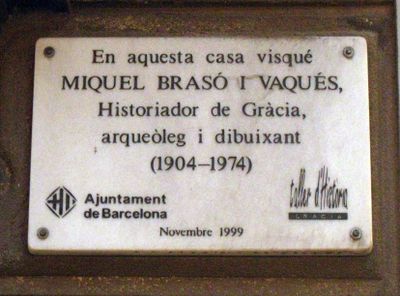 En aquesta casa visqué
MIQUEL BRASÓ I VAQUÉS,
Historiador de Gràcia,
arqueòleg i dibuixant
(1904–1974)
Ajuntament
de Barcelona
taller d'Història
GRÀCIA
Novembre 1999